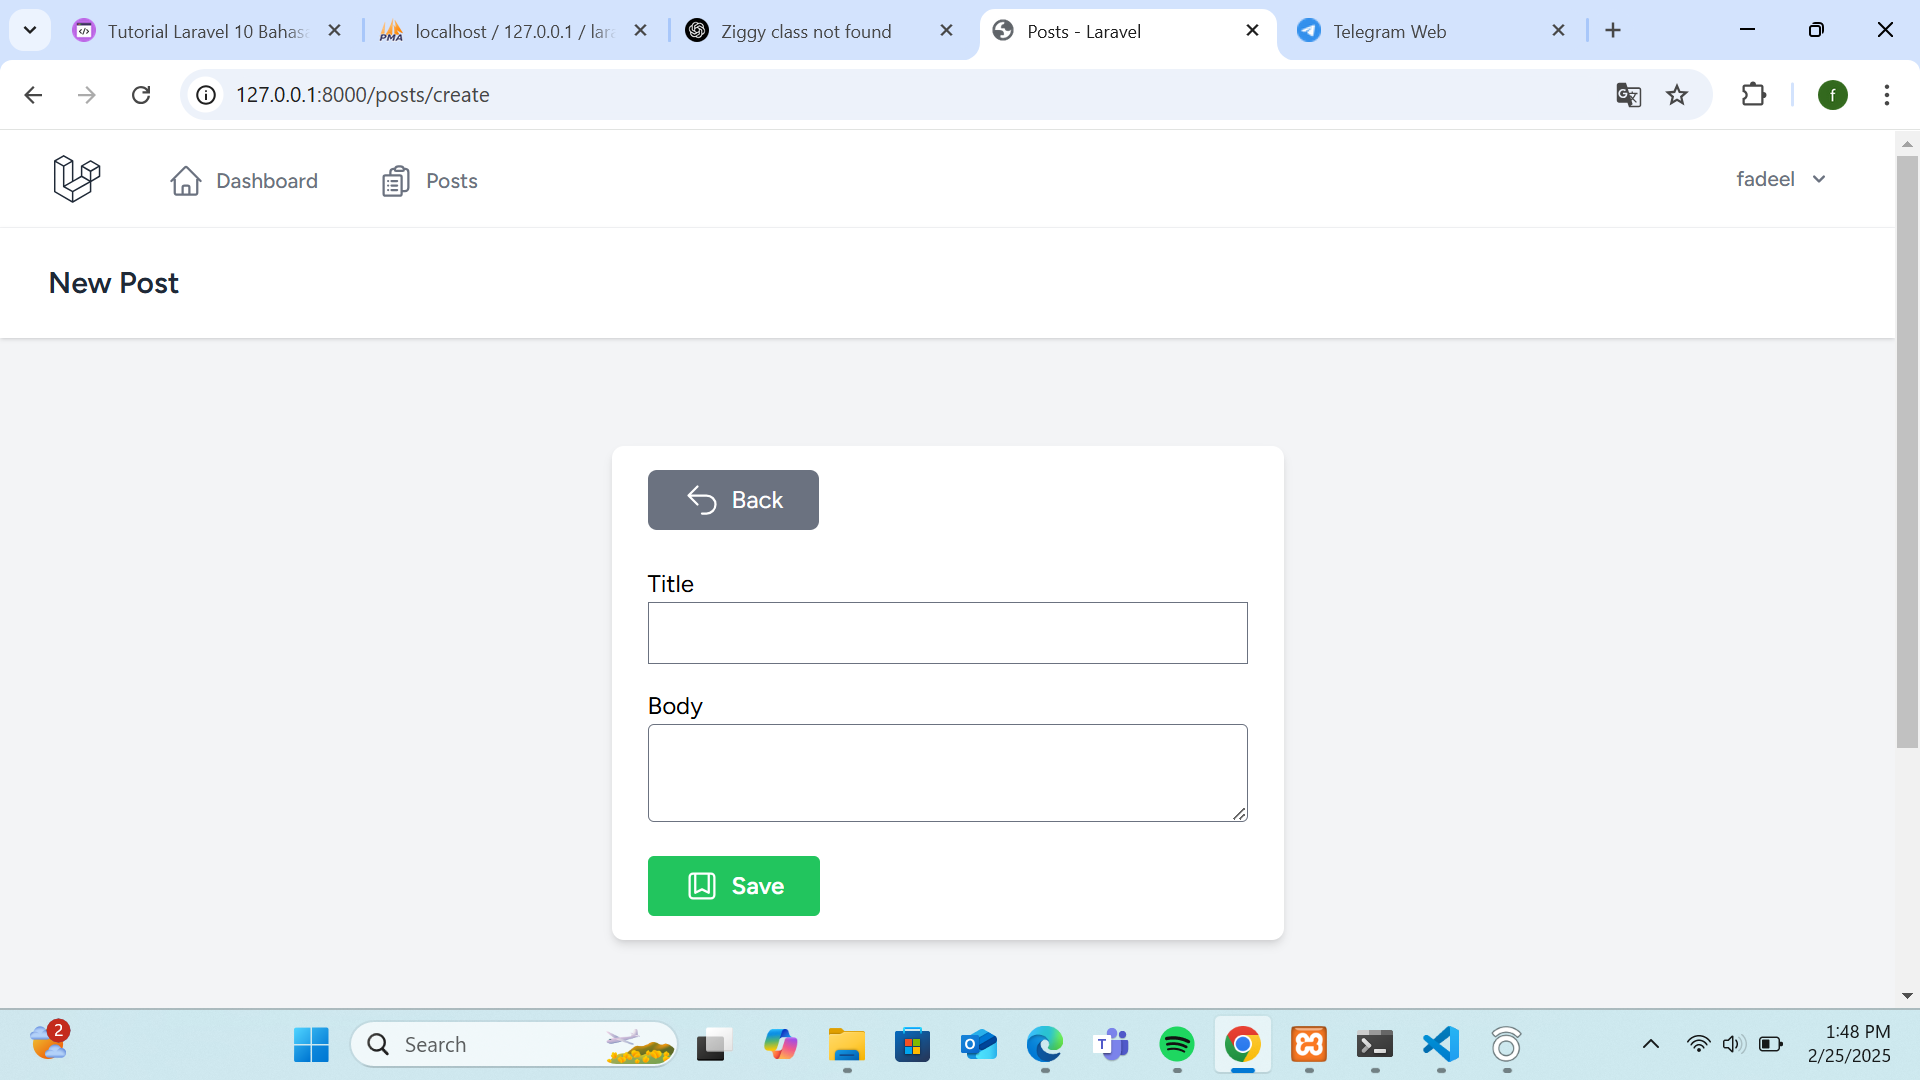 Tutorial Laravel 10 Bahasa
localhost / 127.0.0.1 / lara
Ziggy class not found
Posts - Laravel
Telegram Web
127.0.0.1:8000/posts/create
f
Dashboard
Posts
fadeel
New Post
Back
Title
Body
Save
2
Search
1:48 PM
2/25/2025